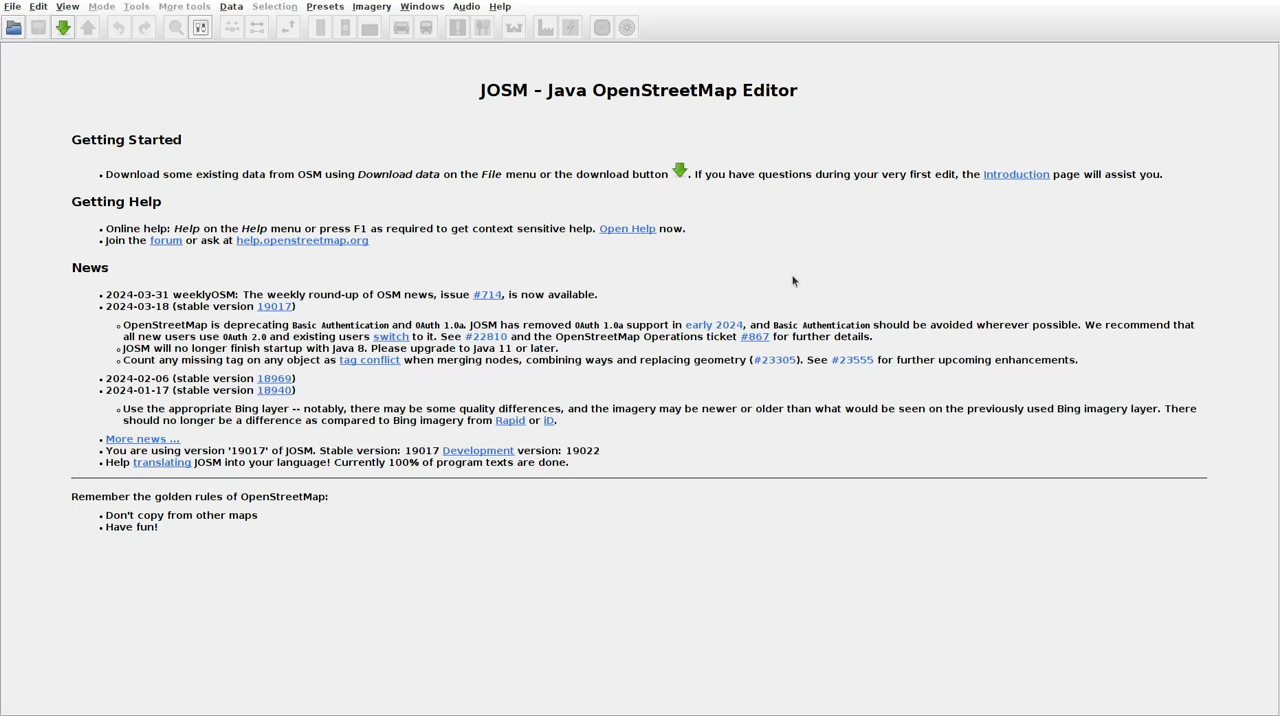 File Edit View Mode Tools More tools Data Selection Presets Imagery Windows Audio Help
JOSM – Java OpenStreetMap Editor
Getting Started
Download some existing data from OSM using Download data on the File menu or the download button . If you have questions during your very first edit, the Introduction page will assist you.
Getting Help
Online help: Help on the Help menu or press F1 as required to get context sensitive help. Open Help now.
Join the forum or ask at help.openstreetmap.org
News
2024-03-31 weeklyOSM: The weekly round-up of OSM news, issue #714, is now available.
2024-03-18 (stable version 19017)
OpenStreetMap is deprecating Basic Authentication and OAuth 1.0a. JOSM has removed OAuth 1.0a support in early 2024, and Basic Authentication should be avoided wherever possible. We recommend that
all new users use OAuth 2.0 and existing users switch to it. See #22810 and the OpenStreetMap Operations ticket #867 for further details.
JOSM will no longer finish startup with Java 8. Please upgrade to Java 11 or later.
Count any missing tag on any object as tag conflict when merging nodes, combining ways and replacing geometry (#23305). See #23555 for further upcoming enhancements.
2024-02-06 (stable version 18969)
2024-01-17 (stable version 18940)
Use the appropriate Bing layer -- notably, there may be some quality differences, and the imagery may be newer or older than what would be seen on the previously used Bing imagery layer. There
should no longer be a difference as compared to Bing imagery from Rapid or iD.
More news ...
You are using version '19017' of JOSM. Stable version: 19017 Development version: 19022
Help translating JOSM into your language! Currently 100% of program texts are done.
Remember the golden rules of OpenStreetMap:
Don't copy from other maps
Have fun!